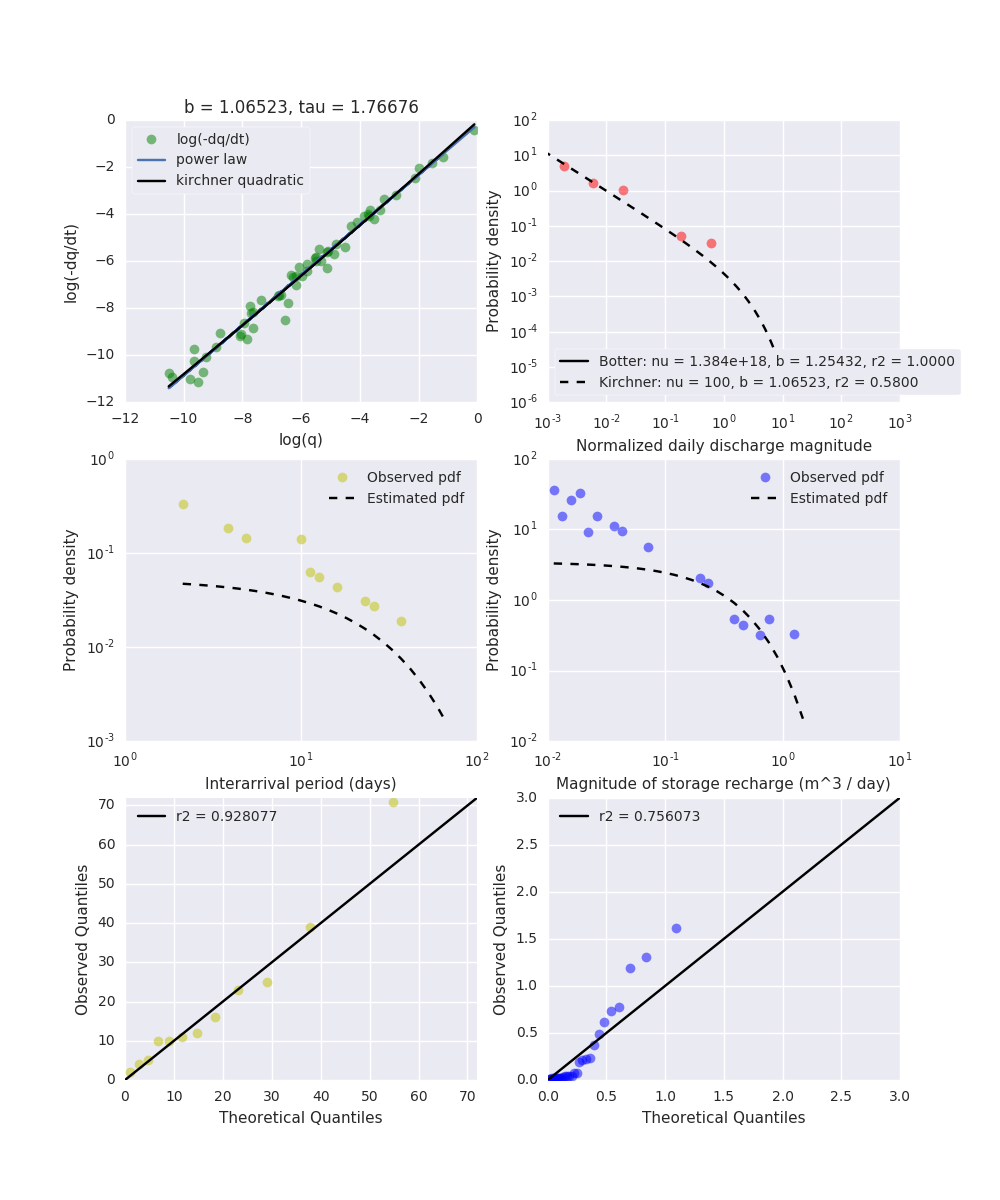 b = 1.06523, tau = 1.76676
0
−2
−4
−6
−8
−10
−12
log(-dq/dt)
log(-dq/dt)
power law
kirchner quadratic
−12 −10 −8 −6 −4 −2 0
log(q)
10^2
10^1
10^0
10^-1
10^-2
10^-3
10^-4
10^-5
10^-6
Probability density
Botter: nu = 1.384e+18, b = 1.25432, r2 = 1.0000
Kirchner: nu = 100, b = 1.06523, r2 = 0.5800
10^-3 10^-2 10^-1 10^0 10^1 10^2 10^3
Normalized daily discharge magnitude
10^0
10^-1
10^-2
10^-3
Probability density
Observed pdf
Estimated pdf
10^0 10^1 10^2
Interarrival period (days)
10^2
10^1
10^0
10^-1
10^-2
Probability density
Observed pdf
Estimated pdf
10^-2 10^-1 10^0 10^1
Magnitude of storage recharge (m^3 / day)
70
60
50
40
30
20
10
0
Observed Quantiles
r2 = 0.928077
0 10 20 30 40 50 60 70
Theoretical Quantiles
3.0
2.5
2.0
1.5
1.0
0.5
0.0
Observed Quantiles
r2 = 0.756073
0.0 0.5 1.0 1.5 2.0 2.5 3.0
Theoretical Quantiles